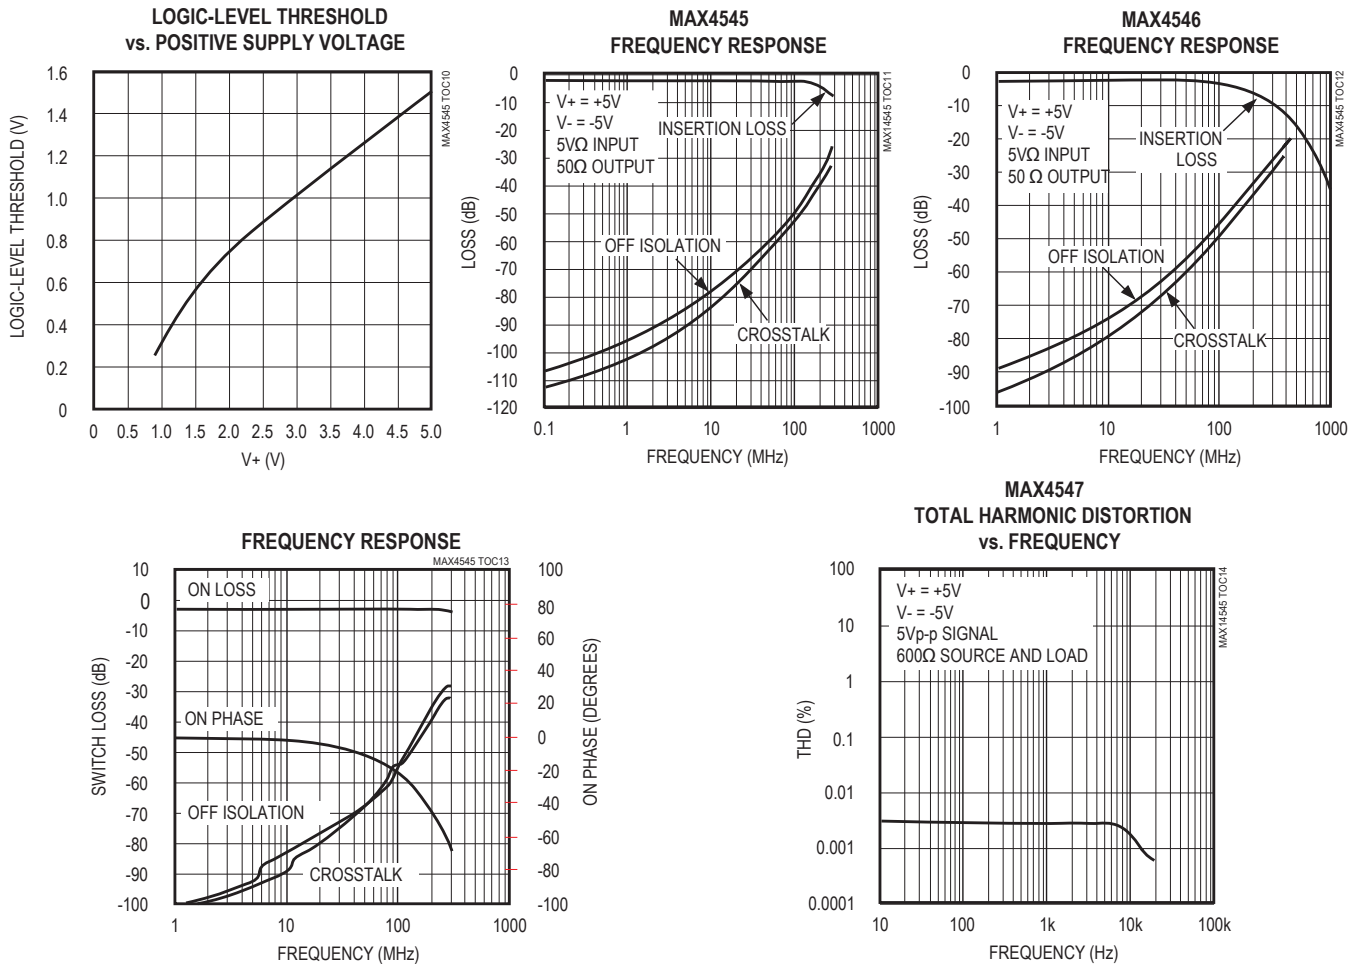 LOGIC-LEVEL THRESHOLD
vs. POSITIVE SUPPLY VOLTAGE
MAX4545 TOC10
LOGIC-LEVEL THRESHOLD (V)
1.6
1.4
1.2
1.0
0.8
0.6
0.4
0.2
0
0 0.5 1.0 1.5 2.0 2.5 3.0 3.5 4.0 4.5 5.0
V+ (V)
MAX4545
FREQUENCY RESPONSE
MAX14545 TOC11
LOSS (dB)
0
-10
-20
-30
-40
-50
-60
-70
-80
-90
-100
-110
-120
V+ = +5V
V- = -5V
5VΩ INPUT
50Ω OUTPUT
INSERTION LOSS
OFF ISOLATION
CROSSTALK
0.1 1 10 100 1000
FREQUENCY (MHz)
MAX4546
FREQUENCY RESPONSE
MAX4545 TOC12
LOSS (dB)
0
-10
-20
-30
-40
-50
-60
-70
-80
-90
-100
V+ = +5V
V- = -5V
5VΩ INPUT
50 Ω OUTPUT
INSERTION
LOSS
OFF ISOLATION
CROSSTALK
1 10 100 1000
FREQUENCY (MHz)
FREQUENCY RESPONSE
MAX4545 TOC13
SWITCH LOSS (dB)
10
0
-10
-20
-30
-40
-50
-60
-70
-80
-90
-100
ON LOSS
ON PHASE
OFF ISOLATION
CROSSTALK
100
80
60
40
20
0
-20
-40
-60
-80
-100
ON PHASE (DEGREES)
1 10 100 1000
FREQUENCY (MHz)
MAX4547
TOTAL HARMONIC DISTORTION
vs. FREQUENCY
MAX14545 TOC14
THD (%)
100
10
1
0.1
0.01
0.001
0.0001
V+ = +5V
V- = -5V
5Vp-p SIGNAL
600Ω SOURCE AND LOAD
10 100 1k 10k 100k
FREQUENCY (Hz)